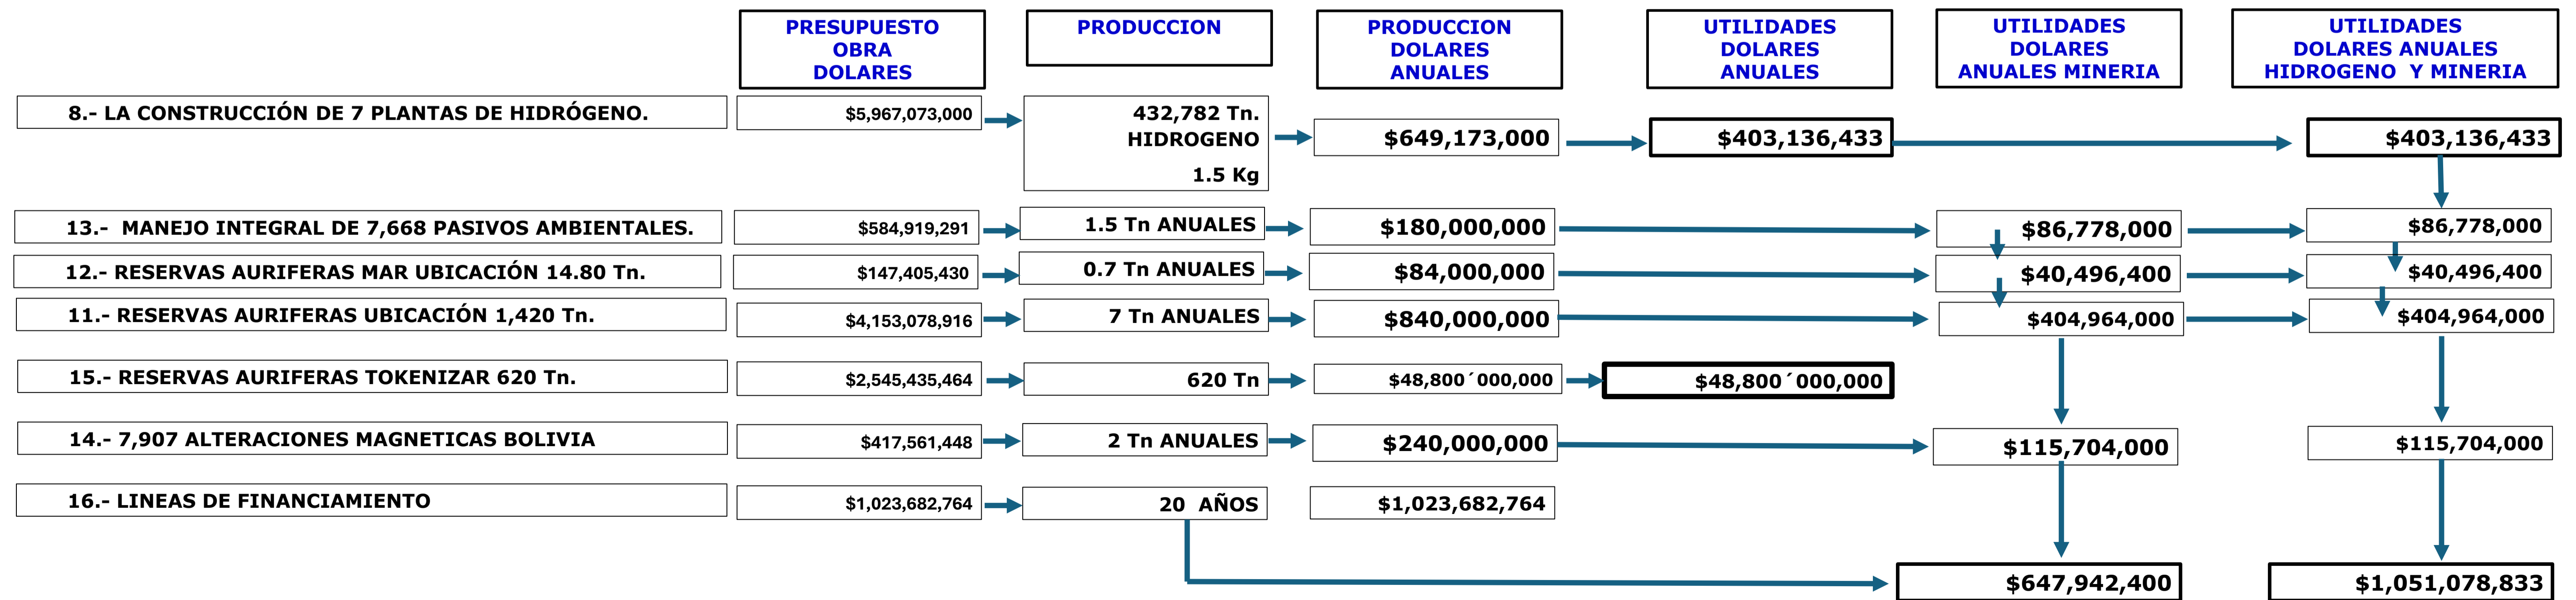 PRESUPUESTO
OBRA
DOLARES
PRODUCCION
PRODUCCION
DOLARES
ANUALES
UTILIDADES
DOLARES
ANUALES
UTILIDADES
DOLARES
ANUALES MINERIA
UTILIDADES
DOLARES ANUALES
HIDROGENO Y MINERIA
8.- LA CONSTRUCCIÓN DE 7 PLANTAS DE HIDRÓGENO.
$5,967,073,000
432,782 Tn.
HIDROGENO
1.5 Kg
$649,173,000
$403,136,433
$403,136,433
13.- MANEJO INTEGRAL DE 7,668 PASIVOS AMBIENTALES.
$584,919,291
1.5 Tn ANUALES
$180,000,000
$86,778,000
$86,778,000
12.- RESERVAS AURIFERAS MAR UBICACIÓN 14.80 Tn.
$147,405,430
0.7 Tn ANUALES
$84,000,000
$40,496,400
$40,496,400
11.- RESERVAS AURIFERAS UBICACIÓN 1,420 Tn.
$4,153,078,916
7 Tn ANUALES
$840,000,000
$404,964,000
$404,964,000
15.- RESERVAS AURIFERAS TOKENIZAR 620 Tn.
$2,545,435,464
620 Tn
$48,800´000,000
$48,800´000,000
14.- 7,907 ALTERACIONES MAGNETICAS BOLIVIA
$417,561,448
2 Tn ANUALES
$240,000,000
$115,704,000
$115,704,000
16.- LINEAS DE FINANCIAMIENTO
$1,023,682,764
20 AÑOS
$1,023,682,764
$647,942,400
$1,051,078,833